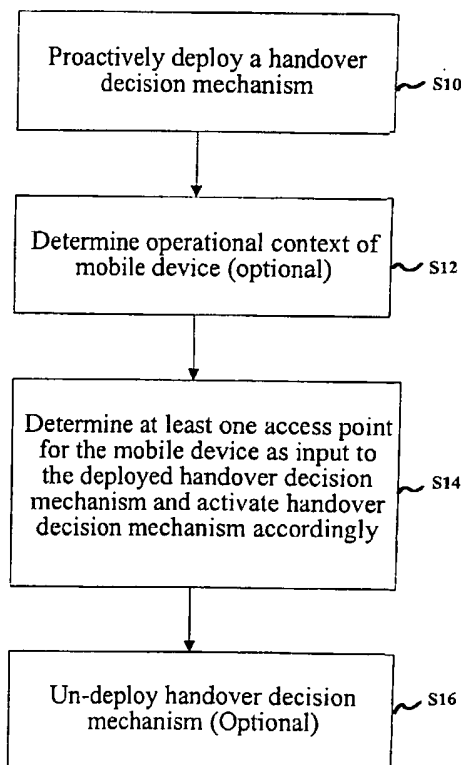 Proactively deploy a handover
decision mechanism
S10
Determine operational context of
mobile device (optional)
S12
Determine at least one access point
for the mobile device as input to
the deployed handover decision
mechanism and activate handover
decision mechanism accordingly
S14
Un-deploy handover decision
mechanism (Optional)
S16